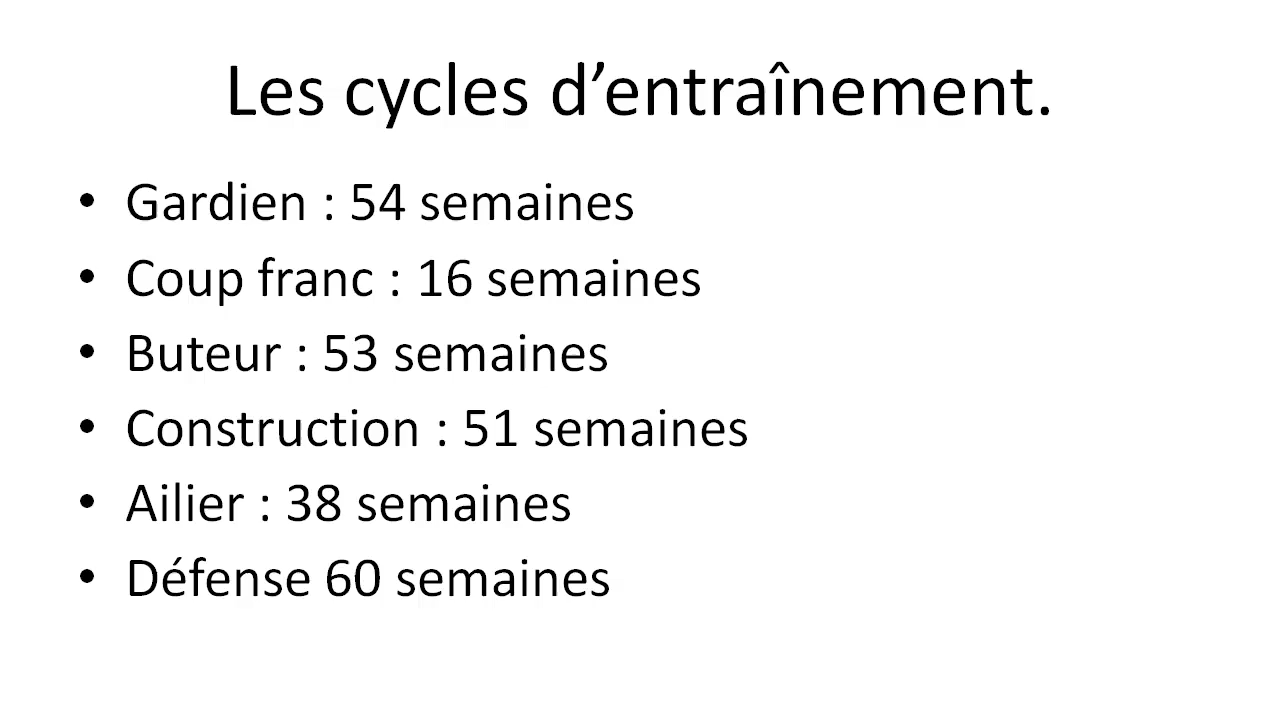 Les cycles d’entraînement.
• Gardien : 54 semaines
• Coup franc : 16 semaines
• Buteur : 53 semaines
• Construction : 51 semaines
• Ailier : 38 semaines
• Défense 60 semaines